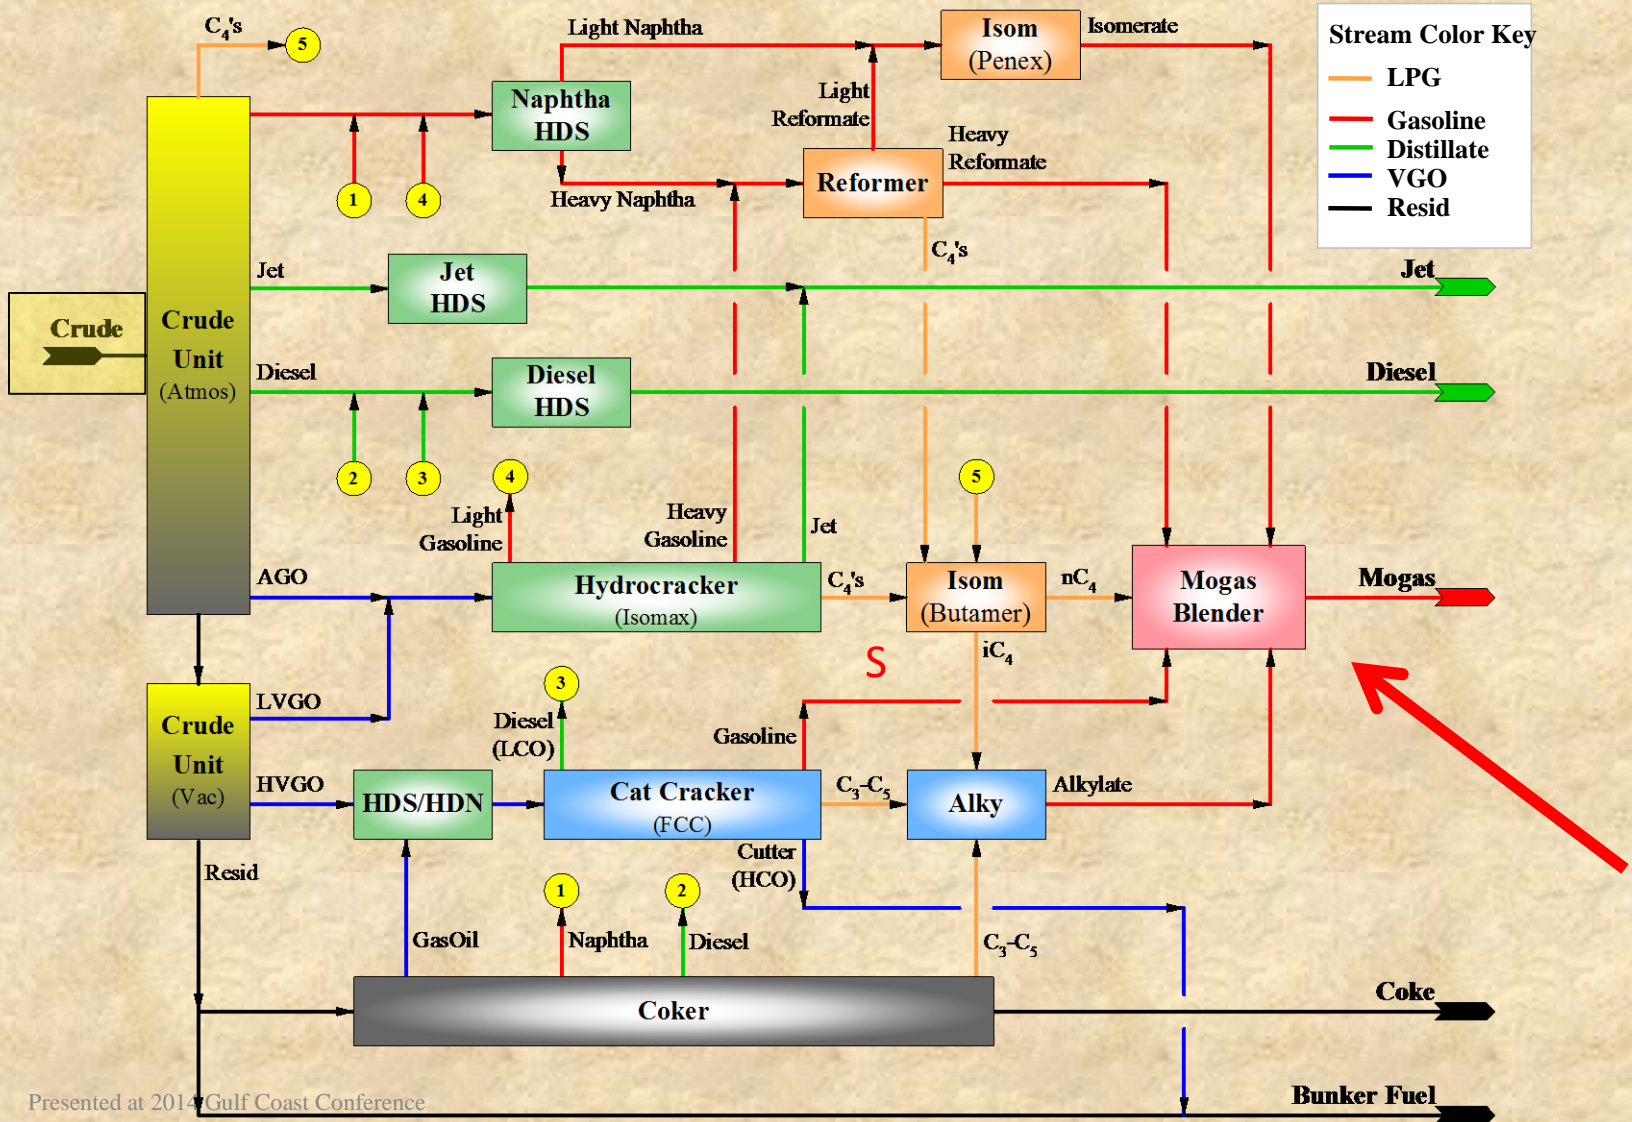 C₄'s
5
Light Naphtha
Isom
(Penex)
Isomerate
Stream Color Key
LPG
Gasoline
Distillate
VGO
Resid
Naphtha
HDS
Light
Reformate
Heavy
Reformate
1
4
Heavy Naphtha
Reformer
C₄'s
Jet
Jet
HDS
Jet
Crude
Crude
Unit
(Atmos)
Diesel
Diesel
HDS
Diesel
2
3
4
5
Light
Gasoline
Heavy
Gasoline
Jet
AGO
Hydrocracker
(Isomax)
C₄'s
Isom
(Butamer)
nC₄
Mogas
Blender
Mogas
iC₄
S
3
LVGO
Diesel
(LCO)
Gasoline
Crude
Unit
(Vac)
HVGO
HDS/HDN
Cat Cracker
(FCC)
C₃-C₅
Alky
Alkylate
Cutter
(HCO)
Resid
1
2
GasOil
Naphtha
Diesel
C₃-C₅
Coker
Coke
Bunker Fuel
Presented at 2014 Gulf Coast Conference